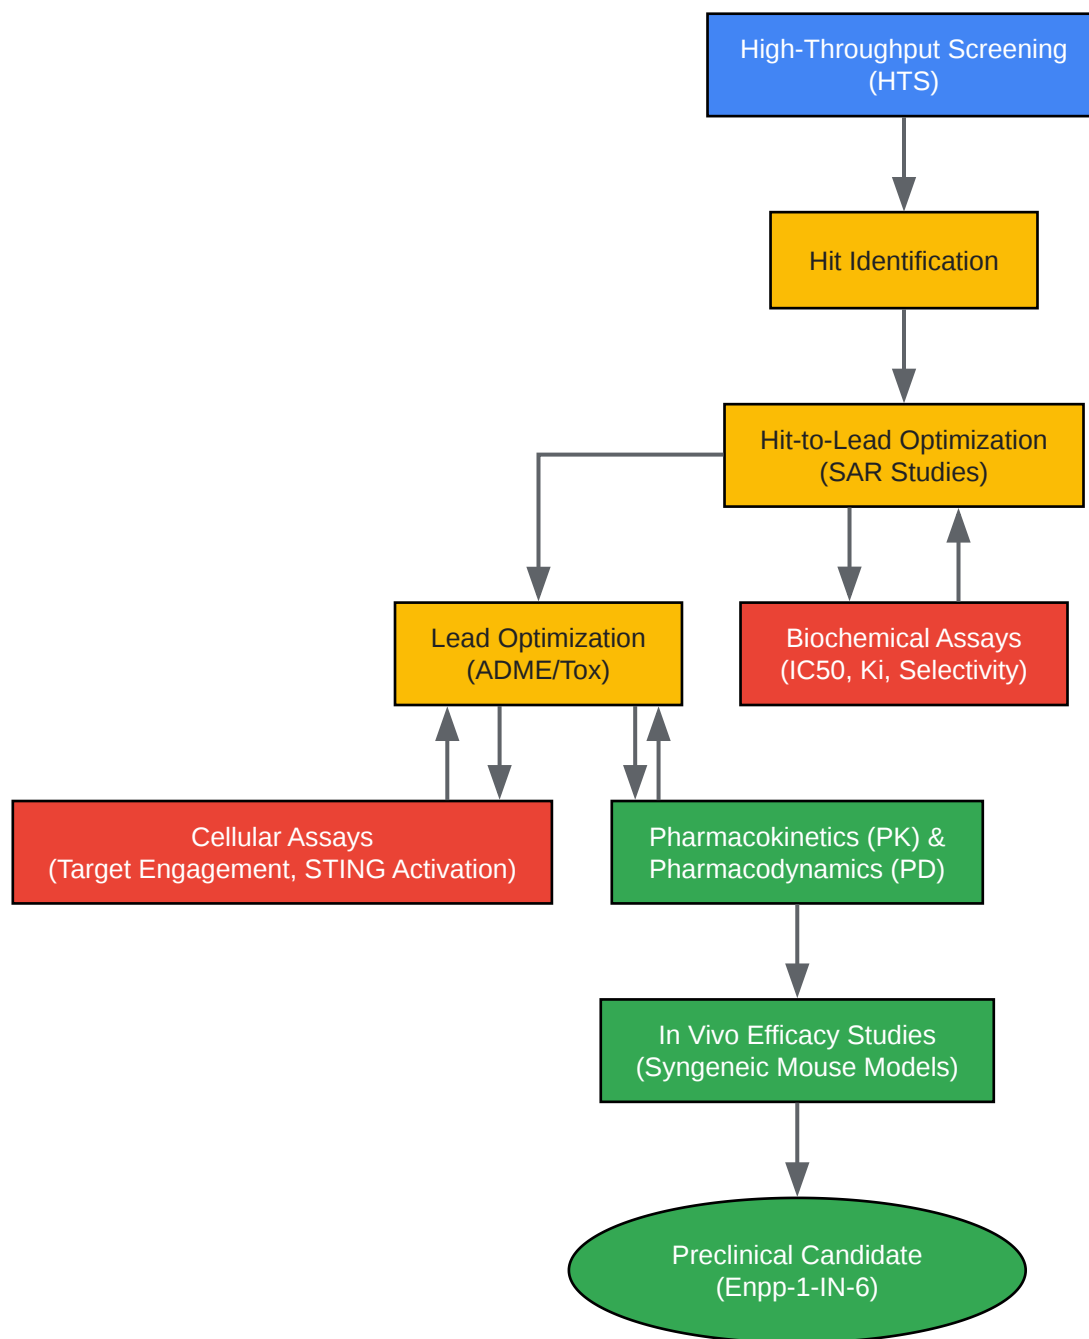 High-Throughput Screening
(HTS)
Hit Identification
Hit-to-Lead Optimization
(SAR Studies)
Lead Optimization
(ADME/Tox)
Biochemical Assays
(IC50, Ki, Selectivity)
Cellular Assays
(Target Engagement, STING Activation)
Pharmacokinetics (PK) &
Pharmacodynamics (PD)
In Vivo Efficacy Studies
(Syngeneic Mouse Models)
Preclinical Candidate
(Enpp-1-IN-6)